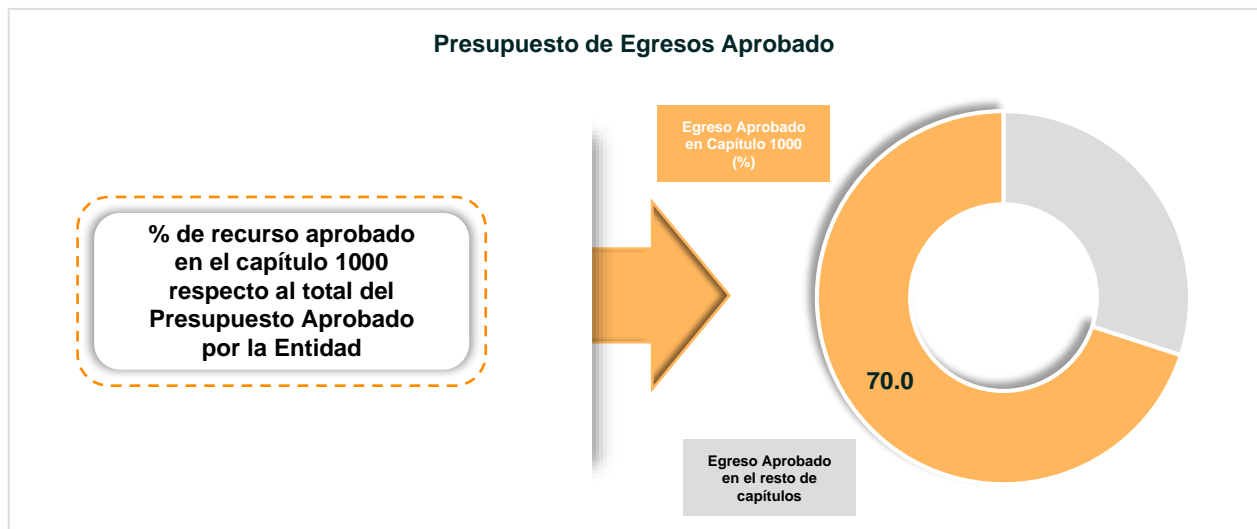 Presupuesto de Egresos Aprobado
% de recurso aprobado
en el capítulo 1000
respecto al total del
Presupuesto Aprobado
por la Entidad
Egreso Aprobado
en Capítulo 1000
(%)
70.0
Egreso Aprobado
en el resto de
capítulos